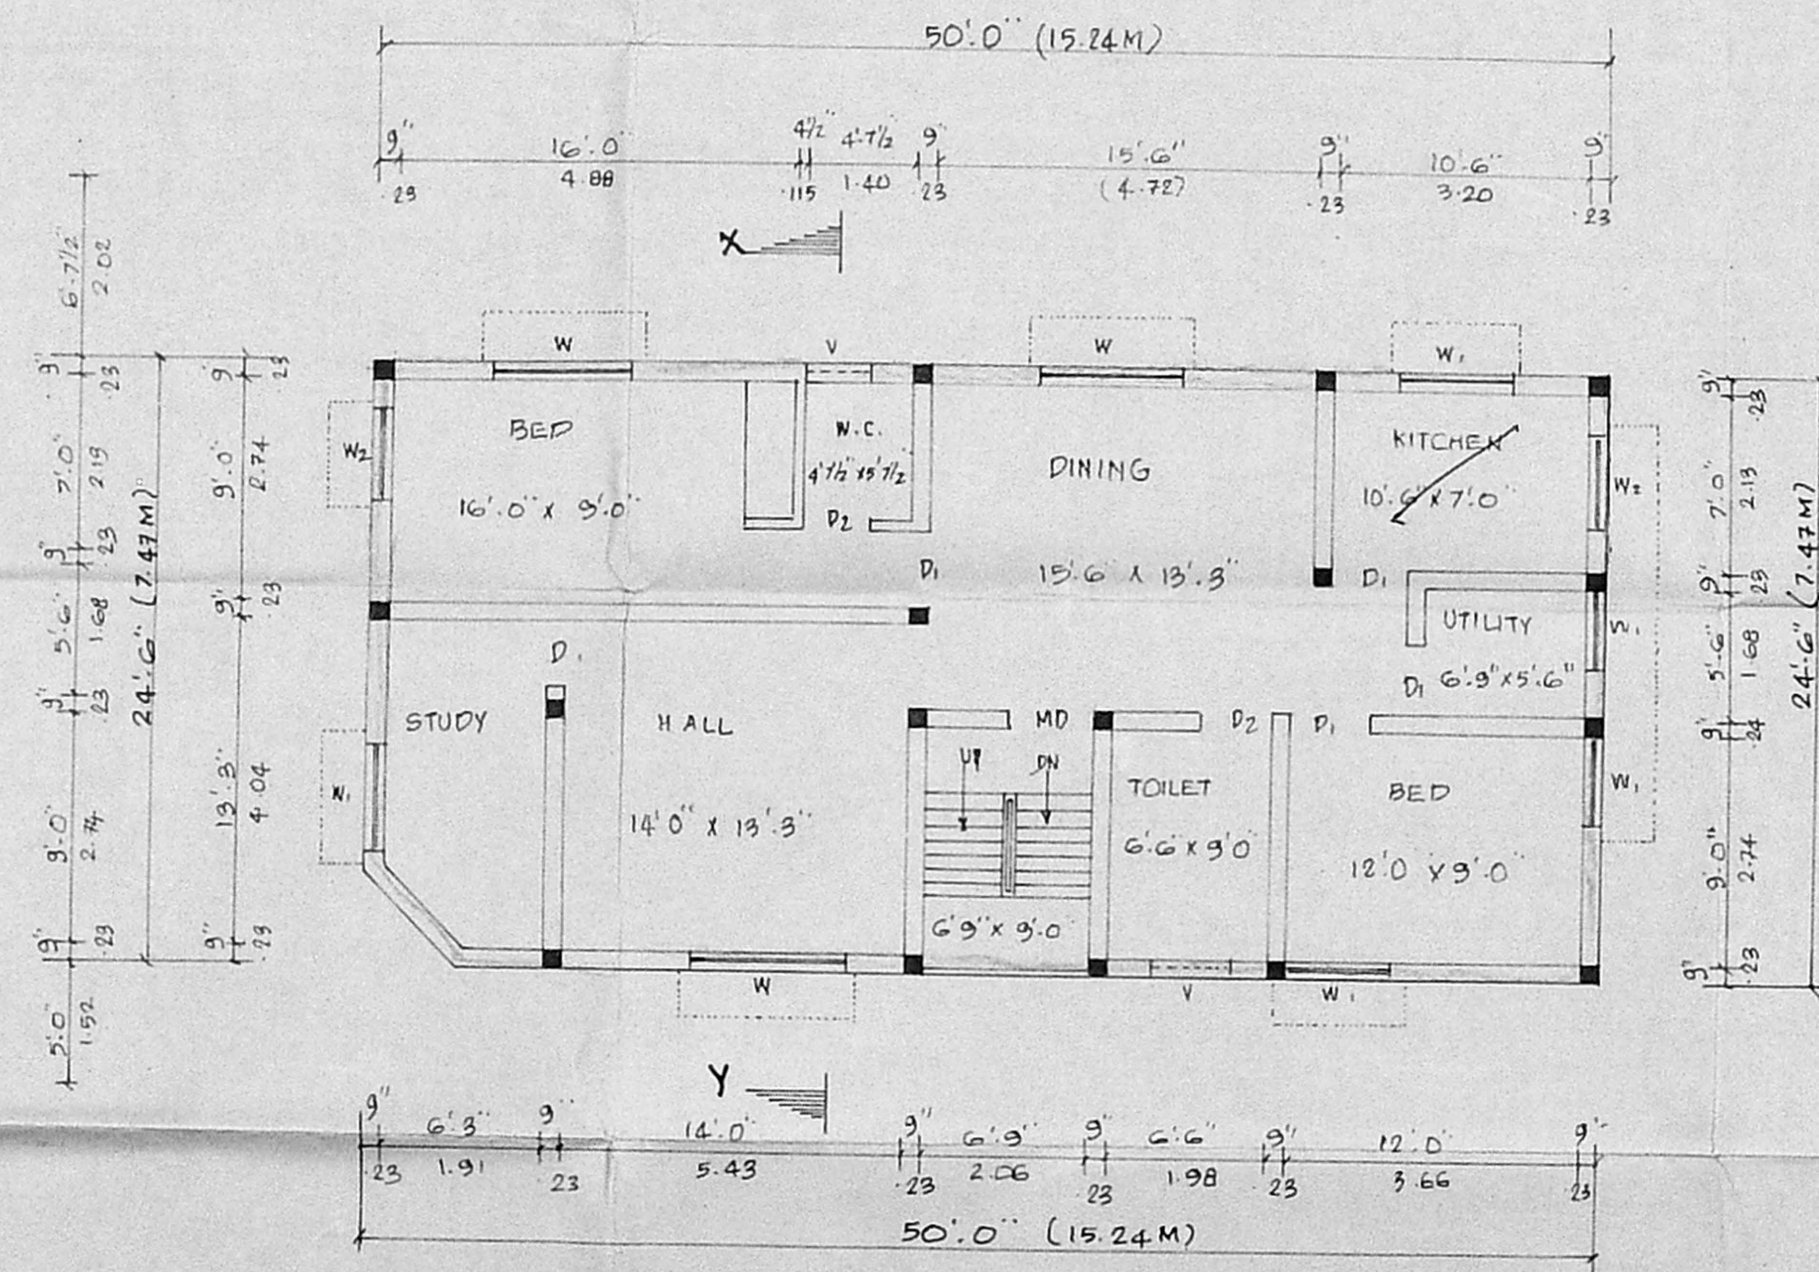 50'.0'' (15.24M)
9'' 16'.0'' 4½'' 4'.7½ 9'' 15'.6'' 9'' 10'.6'' 9''
.23 4.88 .115 1.40 .23 (4.72) .23 3.20 .23
X
6'.7½''
2.02
9''
.23
7'.0''
2.19
9''
.23
5'.6''
1.68
9''
.23
9'.0''
2.74
9''
.23
5'.0''
1.52
24'.6'' (7.47M)
9''
.23
9'.0''
2.74
9''
.23
13'.3''
4.04
9''
.23
W V W W1
W2
BED
16'.0'' x 9'.0''
W.C.
4'7½'' x5'7½''
D2
DINING
15'.6'' x 13'.3''
KITCHEN
10'.6'' x 7'.0''
W2
D1
D1
UTILITY
6'.9'' x 5'.6''
W1
D1
D1
STUDY
HALL
14'0'' x 13'.3''
MD
D2
D1
UP
DN
TOILET
6'.6'' x 9'0
BED
12'.0 x 9'.0''
W1
W1
6'9'' x 9'.0
W
V
W1
9''
.23
7'.0''
2.13
9''
.23
5'.6''
1.68
9''
.24
9'.0''
2.74
9''
.23
24'.6'' (7.47M)
Y
9'' 6'.3'' 9'' 14'.0'' 9'' 6'.9'' 9'' 6'.6'' 9'' 12'.0'' 9''
.23 1.91 .23 5.43 .23 2.06 .23 1.98 .23 3.66 .23
50'.0'' (15.24M)